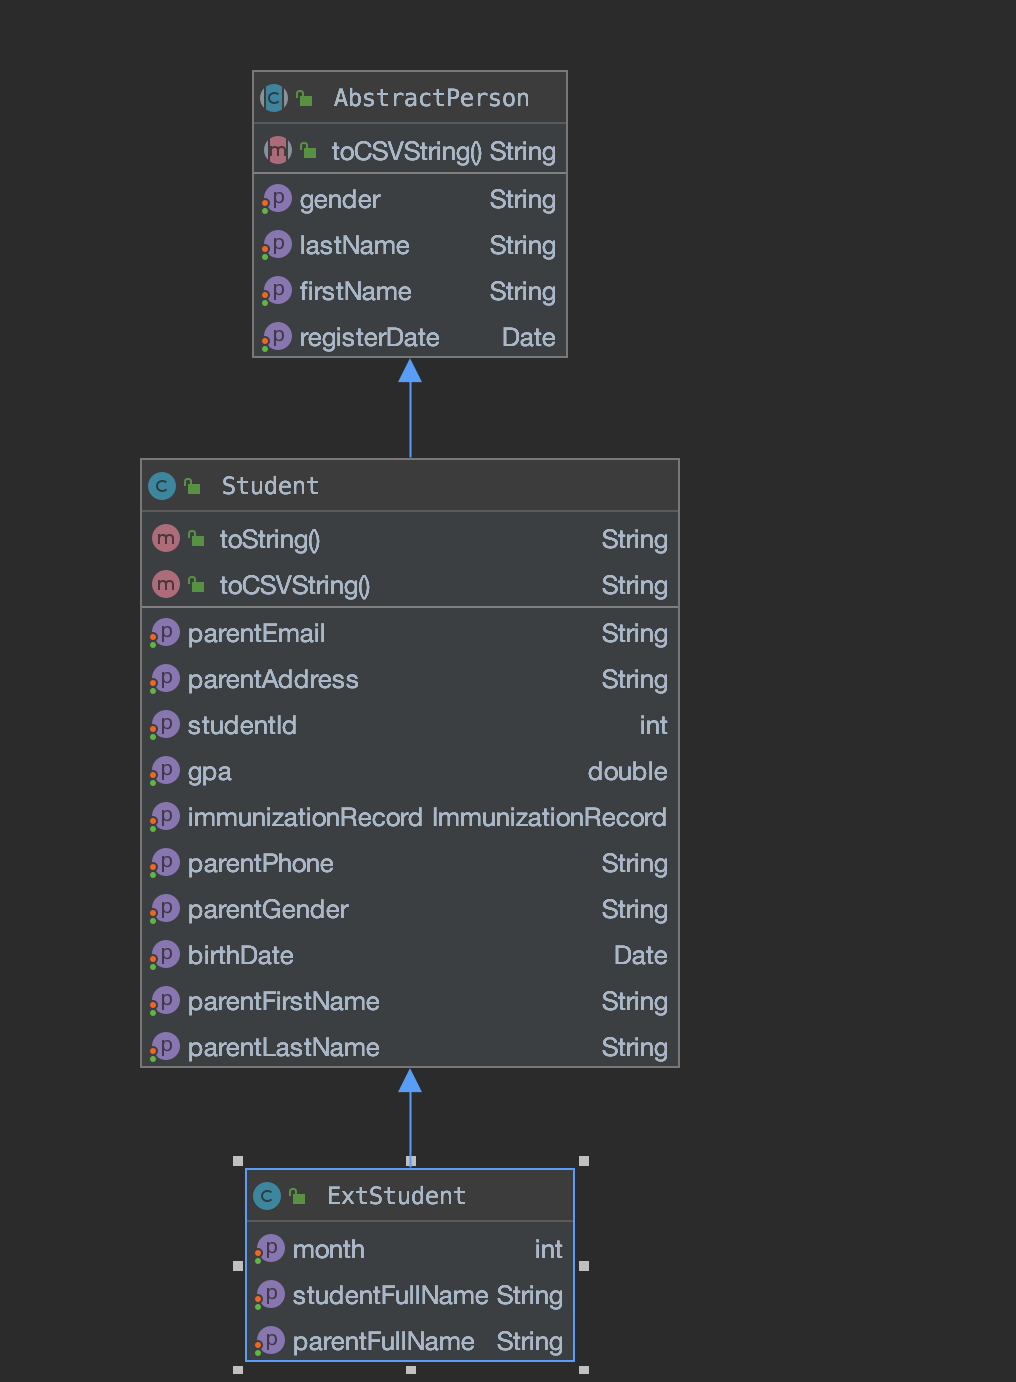 AbstractPerson
toCSVString() String
gender String
lastName String
firstName String
registerDate Date
Student
toString() String
toCSVString() String
parentEmail String
parentAddress String
studentId int
gpa double
immunizationRecord ImmunizationRecord
parentPhone String
parentGender String
birthDate Date
parentFirstName String
parentLastName String
ExtStudent
month int
studentFullName String
parentFullName String